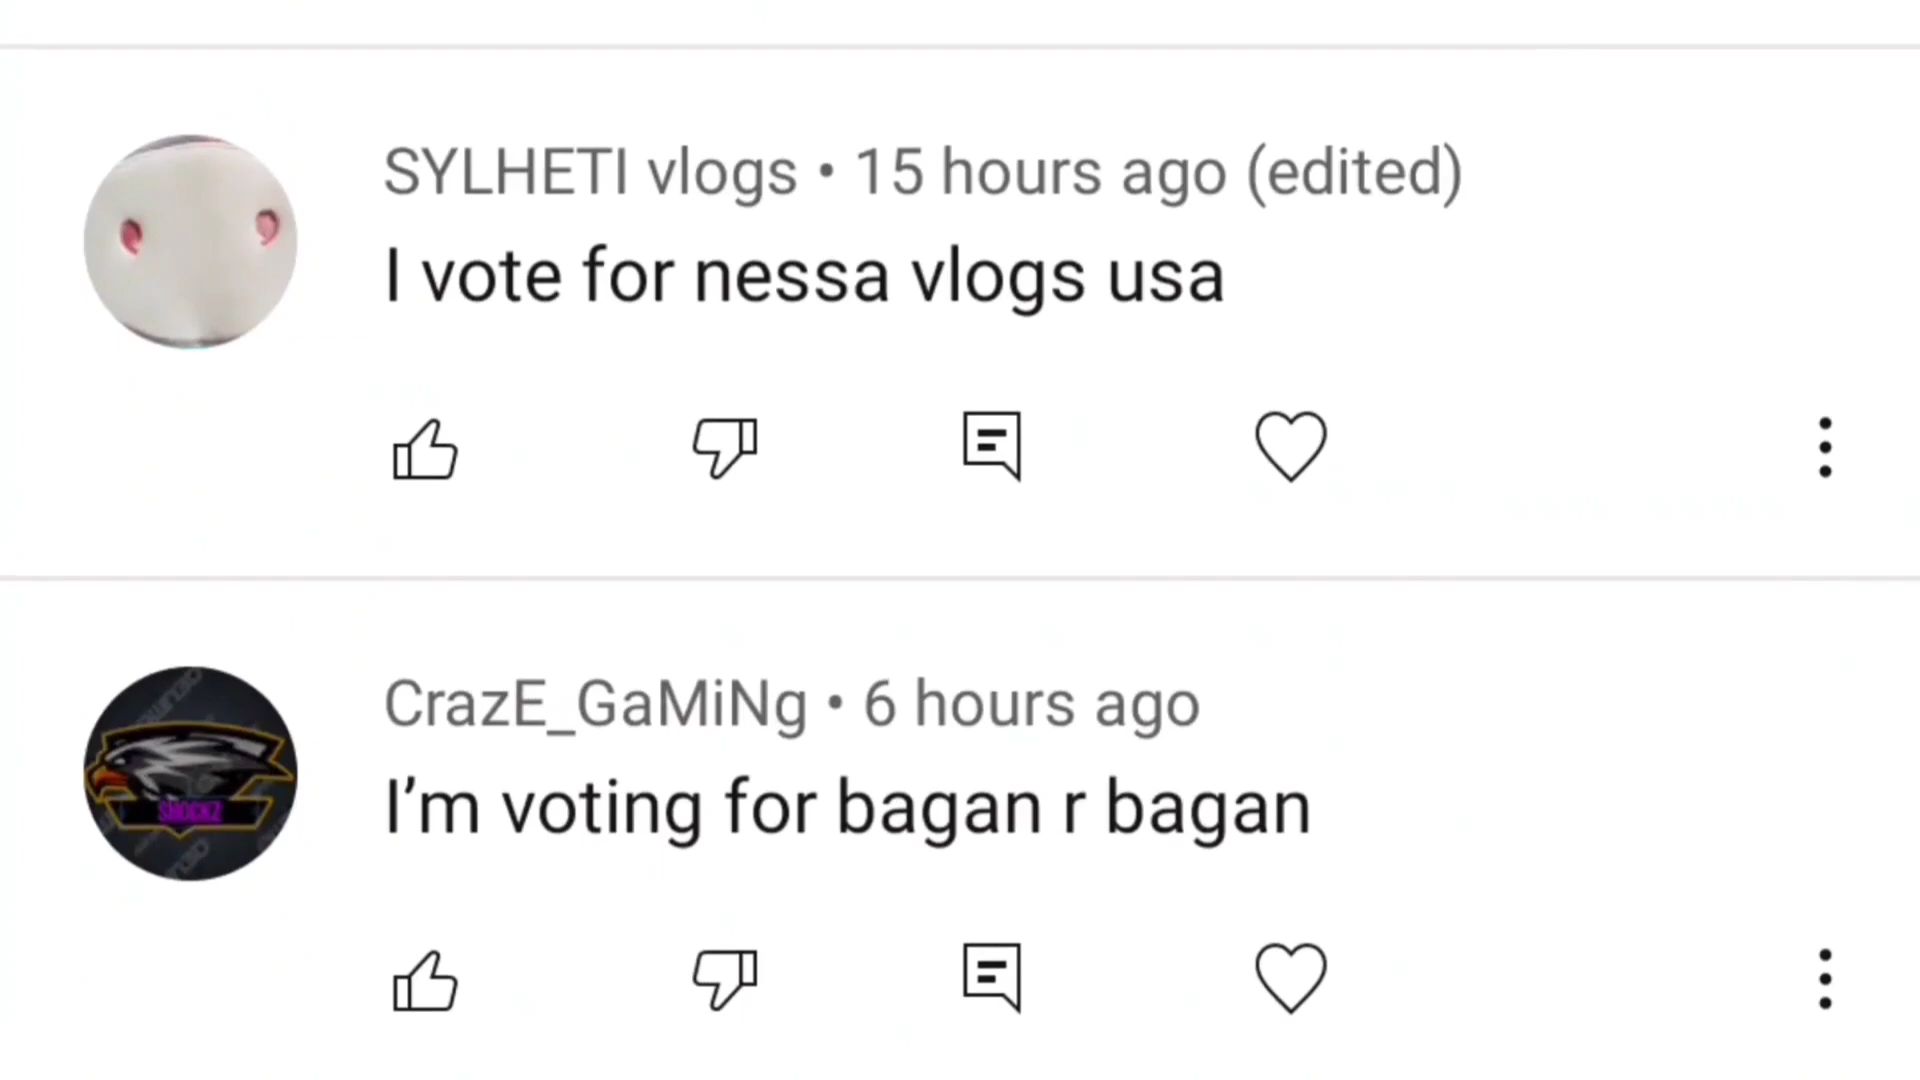 SYLHETI vlogs • 15 hours ago (edited)
I vote for nessa vlogs usa
CrazE_GaMiNg • 6 hours ago
I’m voting for bagan r bagan
SHOCKZ